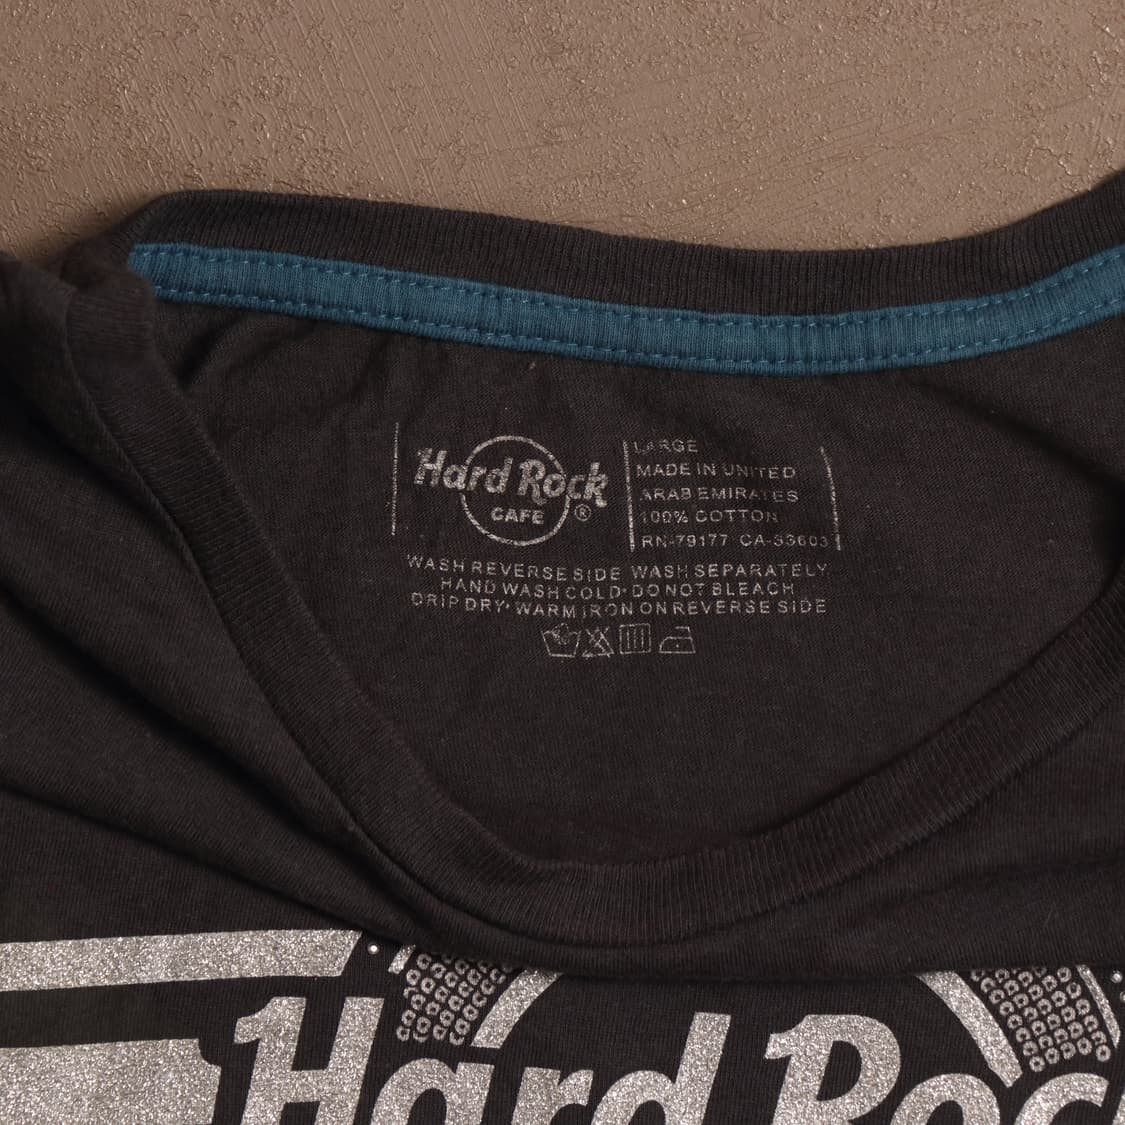 Hard Rock
CAFE ®
LARGE
MADE IN UNITED
ARAB EMIRATES
100% COTTON
RN-79177 CA-33603
WASH REVERSE SIDE WASH SEPARATELY
HAND WASH COLD· DO NOT BLEACH
DRIP DRY· WARM IRON ON REVERSE SIDE
Hard Roc